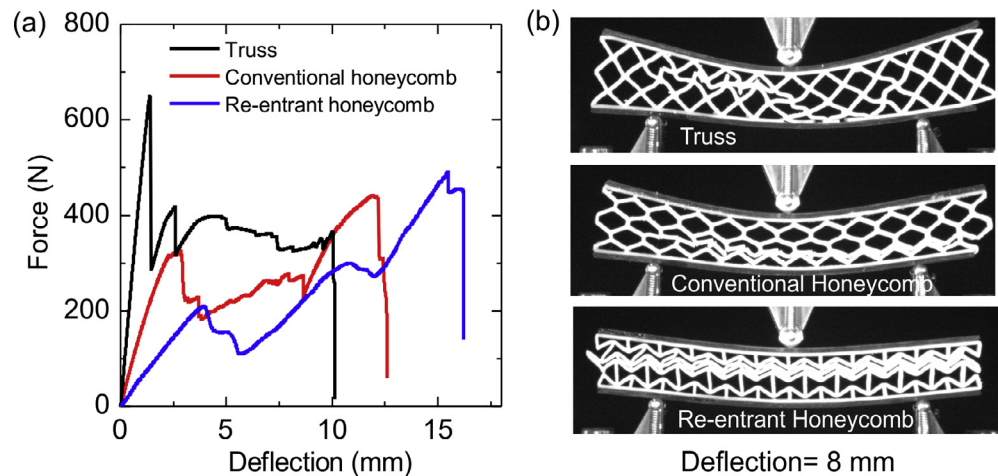 (a)
800
600
400
200
0
Force (N)
Truss
Conventional honeycomb
Re-entrant honeycomb
0 5 10 15
Deflection (mm)
(b)
Truss
Conventional Honeycomb
Re-entrant Honeycomb
Deflection= 8 mm